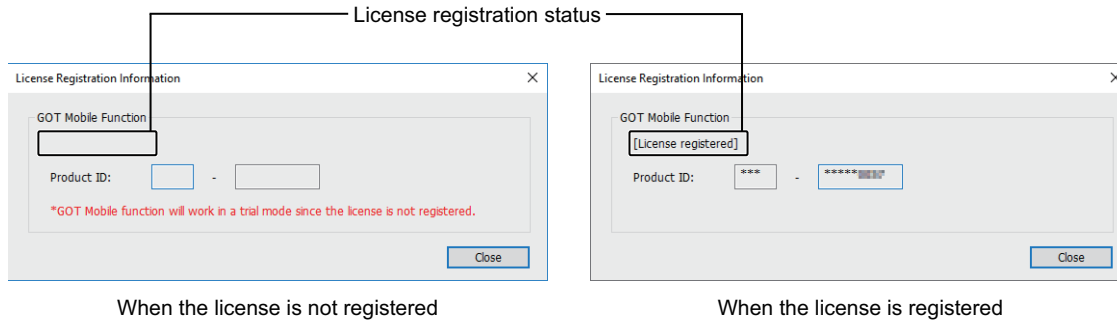 License registration status
License Registration Information
GOT Mobile Function
Product ID: -
*GOT Mobile function will work in a trial mode since the license is not registered.
Close
When the license is not registered
License Registration Information
GOT Mobile Function
[License registered]
Product ID: *** - *****
Close
When the license is registered